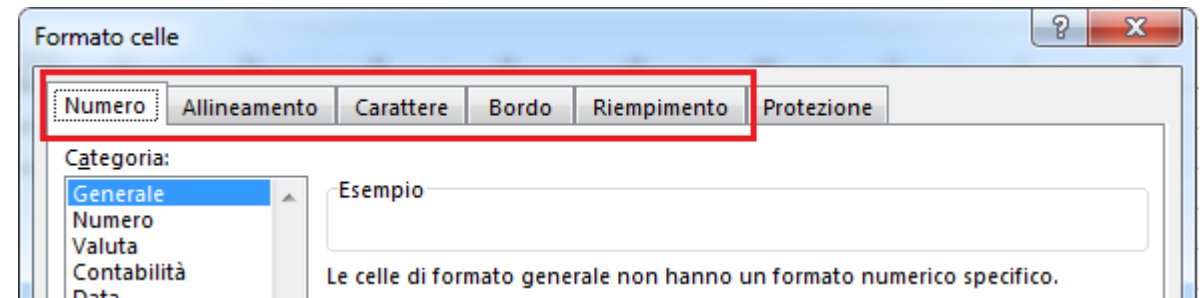 Formato celle
Numero Allineamento Carattere Bordo Riempimento Protezione
Categoria:
Generale
Esempio
Numero
Valuta
Contabilità
Le celle di formato generale non hanno un formato numerico specifico.
Data